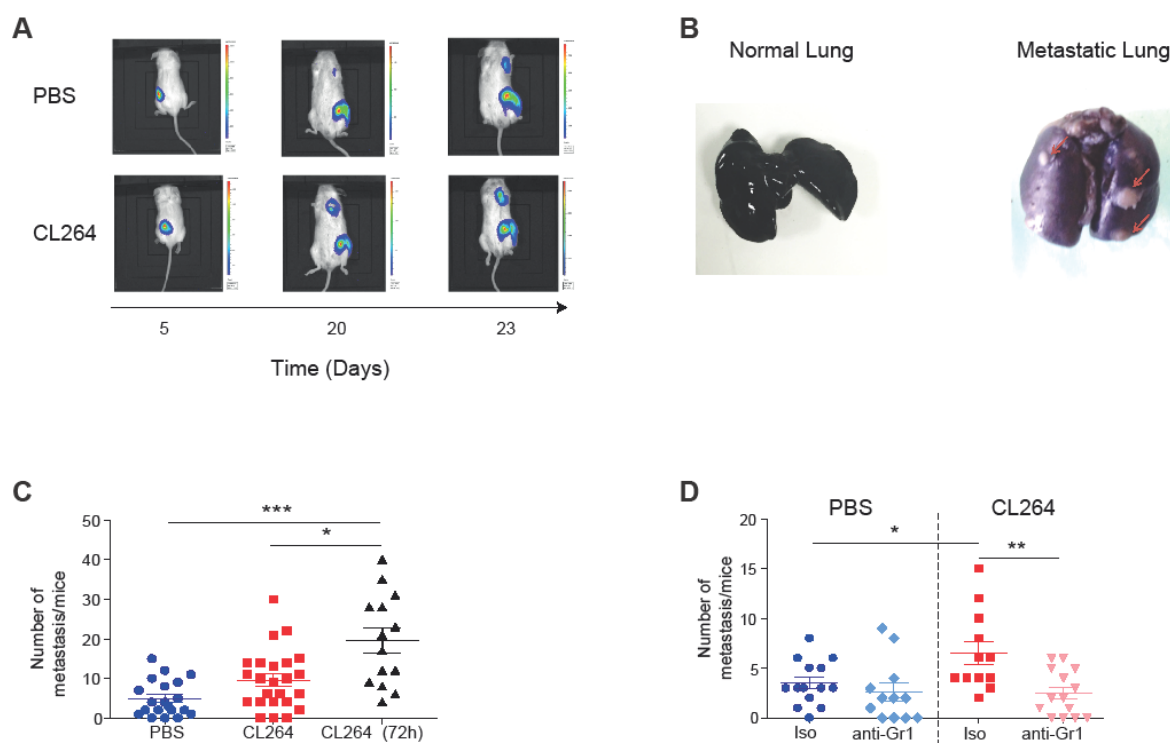 A
PBS
CL264
5 20 23
Time (Days)
B
Normal Lung Metastatic Lung
C
Number of
metastasis/mice
50
40
30
20
10
0
***
*
PBS CL264 CL264 (72h)
D
PBS CL264
Number of
metastasis/mice
20
15
10
5
0
*
**
Iso anti-Gr1 Iso anti-Gr1